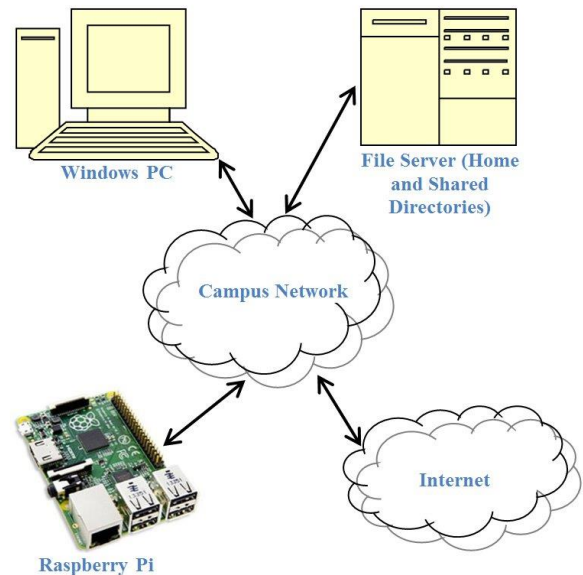 Windows PC
File Server (Home
and Shared
Directories)
Campus Network
Internet
Raspberry Pi